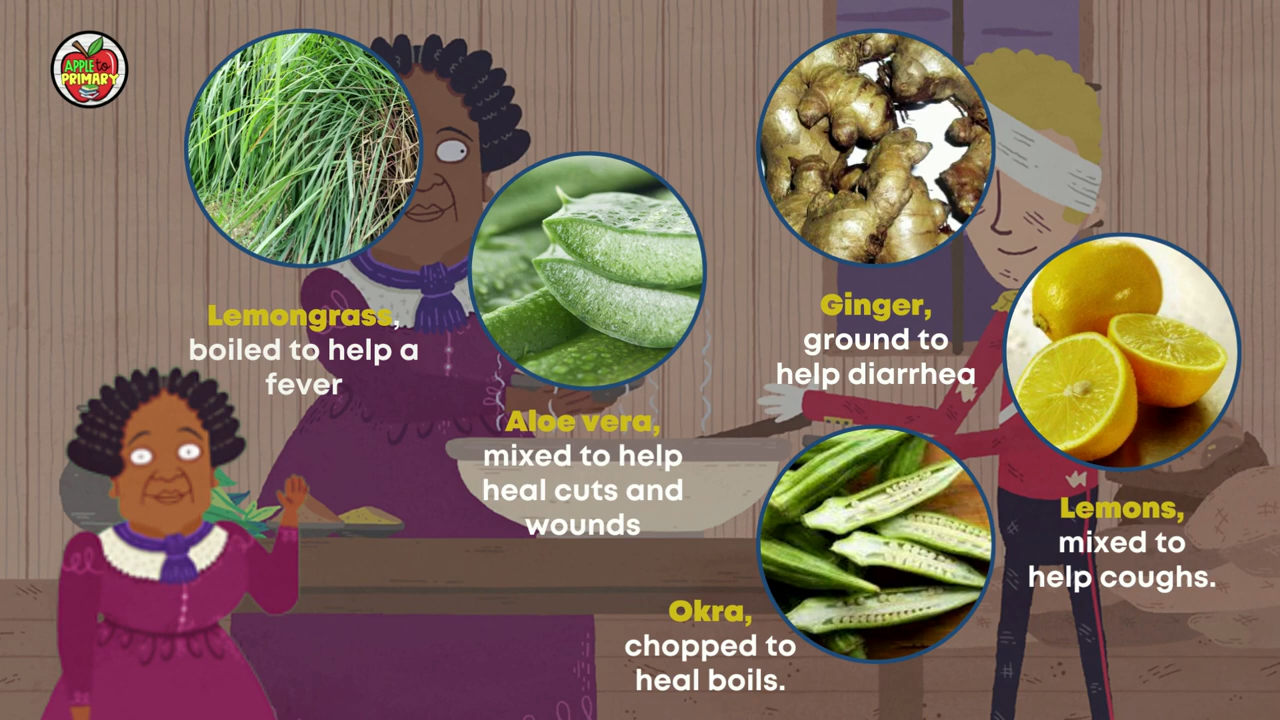 APPLE to
PRIMARY
Lemongrass,
boiled to help a
fever
Aloe vera,
mixed to help
heal cuts and
wounds
Ginger,
ground to
help diarrhea
Okra,
chopped to
heal boils.
Lemons,
mixed to
help coughs.